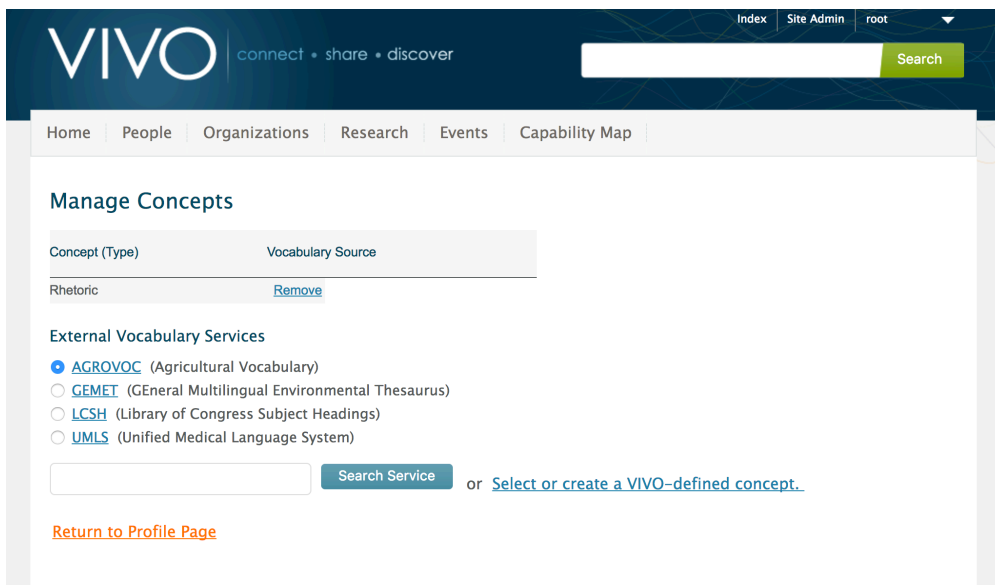 Index Site Admin root
VIVO connect • share • discover
Search
Home People Organizations Research Events Capability Map
Manage Concepts
Concept (Type) Vocabulary Source
Rhetoric Remove
External Vocabulary Services
AGROVOC (Agricultural Vocabulary)
GEMET (GEneral Multilingual Environmental Thesaurus)
LCSH (Library of Congress Subject Headings)
UMLS (Unified Medical Language System)
Search Service or Select or create a VIVO-defined concept.
Return to Profile Page